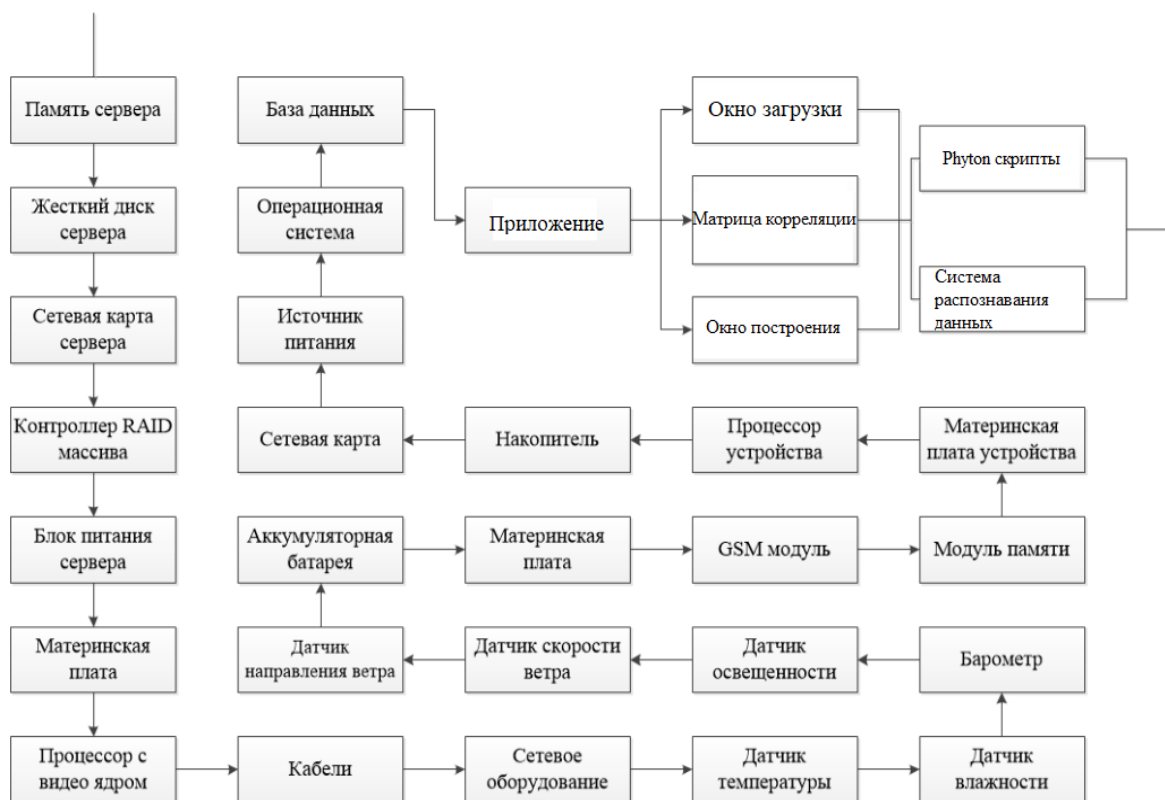 Память сервера
База данных
Окно загрузки
Phyton скрипты
Жесткий диск
сервера
Операционная
система
Приложение
Матрица корреляции
Сетевая карта
сервера
Источник
питания
Окно построения
Система
распознавания
данных
Контроллер RAID
массива
Сетевая карта
Накопитель
Процессор
устройства
Материнская
плата устройства
Блок питания
сервера
Аккумуляторная
батарея
Материнская
плата
GSM модуль
Модуль памяти
Материнская
плата
Датчик
направления ветра
Датчик скорости
ветра
Датчик
освещенности
Барометр
Процессор с
видео ядром
Кабели
Сетевое
оборудование
Датчик
температуры
Датчик
влажности